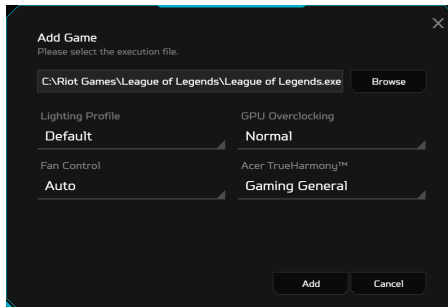 Add Game
Please select the execution file.
C:\Riot Games\League of Legends\League of Legends.exe
Browse
Lighting Profile
GPU Overclocking
Default
Normal
Fan Control
Acer TrueHarmony™
Auto
Gaming General
Add
Cancel